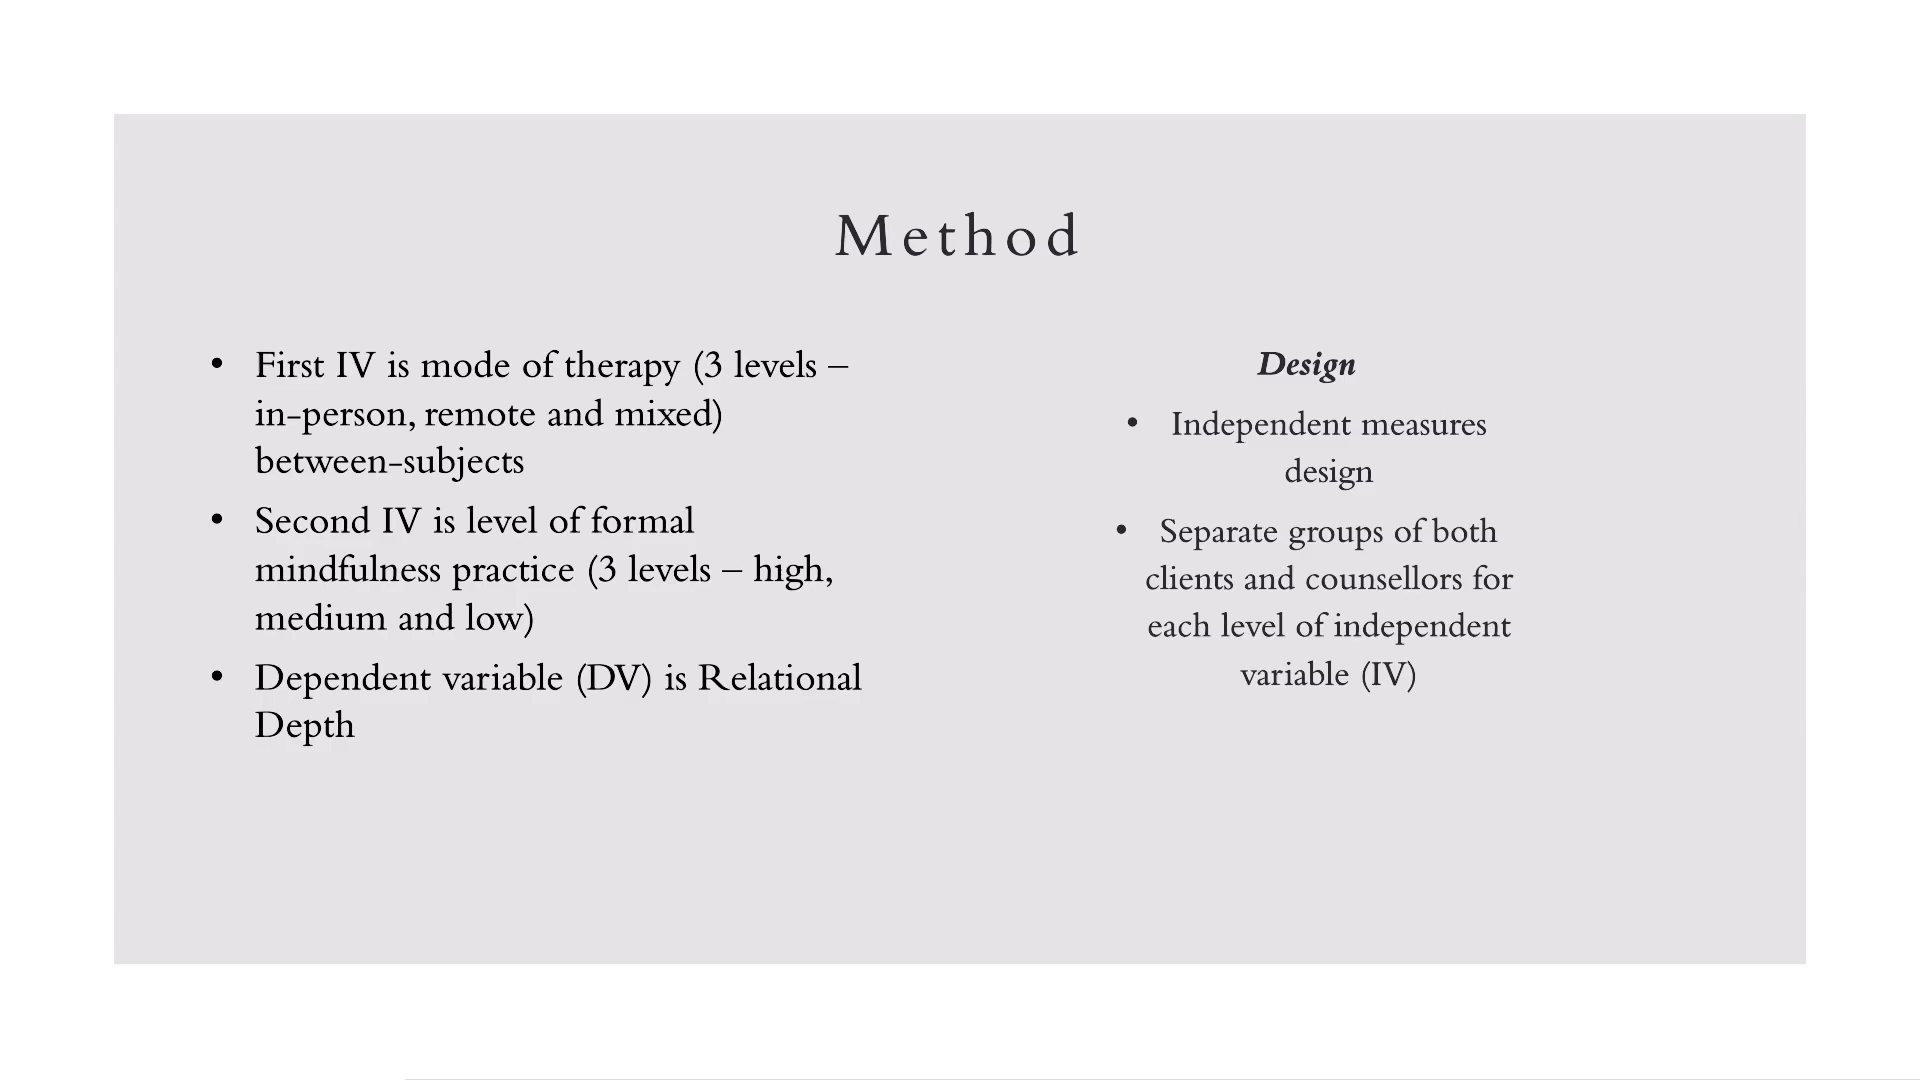 Method
• First IV is mode of therapy (3 levels –
in-person, remote and mixed)
between-subjects
• Second IV is level of formal
mindfulness practice (3 levels – high,
medium and low)
• Dependent variable (DV) is Relational
Depth
Design
• Independent measures
design
• Separate groups of both
clients and counsellors for
each level of independent
variable (IV)